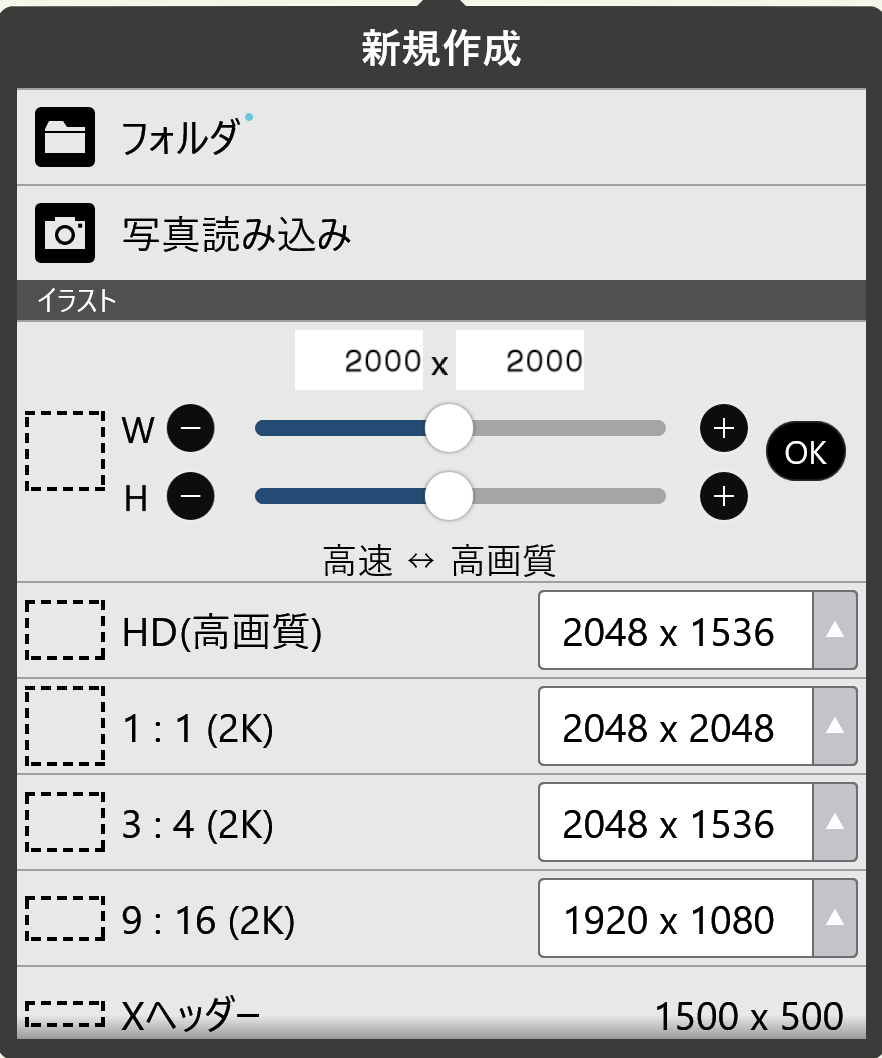 新規作成
フォルダ
写真読み込み
イラスト
2000 x 2000
W
OK
H
高速 ↔ 高画質
HD(高画質) 2048 x 1536
1 : 1 (2K) 2048 x 2048
3 : 4 (2K) 2048 x 1536
9 : 16 (2K) 1920 x 1080
Xヘッダー 1500 x 500